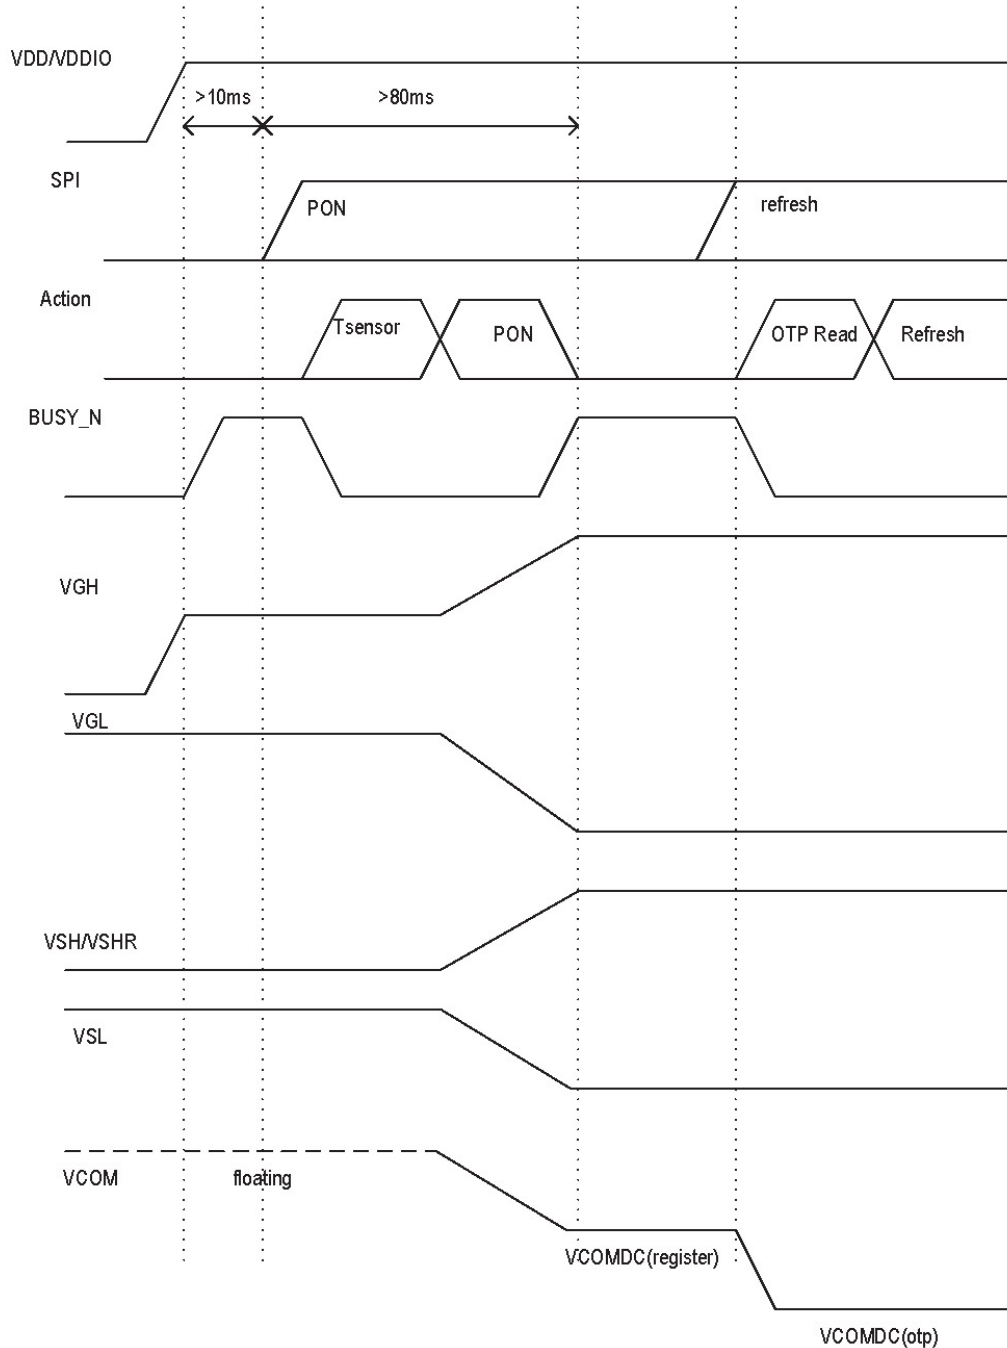 VDD/VDDIO
>10ms
>80ms
SPI
PON
refresh
Action
Tsensor
PON
OTP Read
Refresh
BUSY_N
VGH
VGL
VSH/VSHR
VSL
VCOM
floating
VCOMDC(register)
VCOMDC(otp)